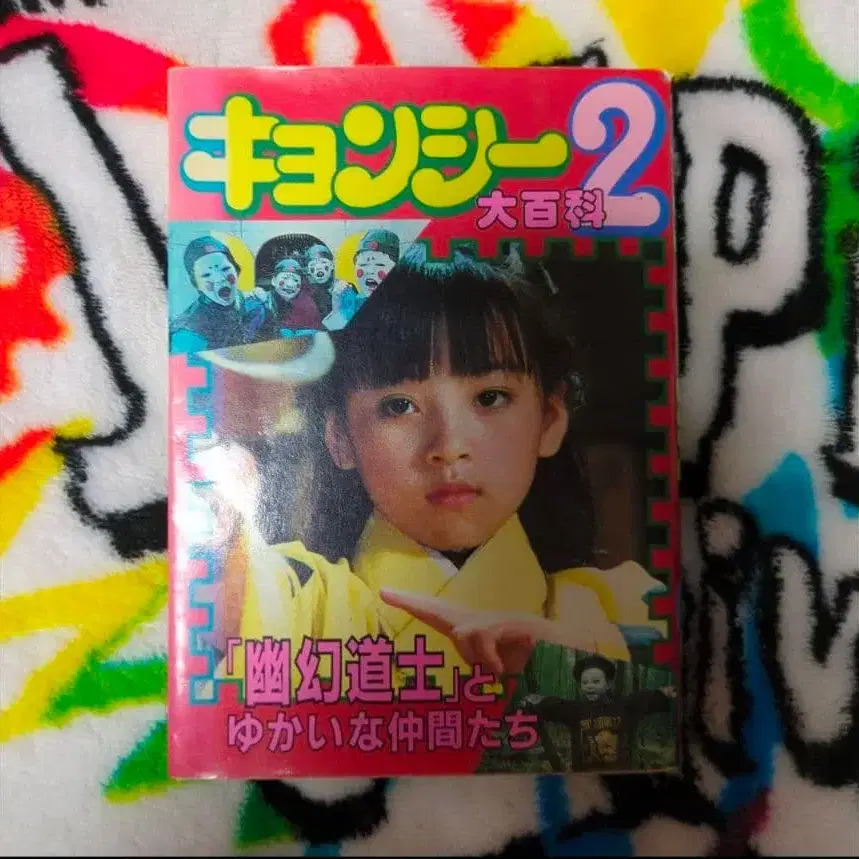 キョンシー2
大百科
「幽幻道士」と
ゆかいな仲間たち